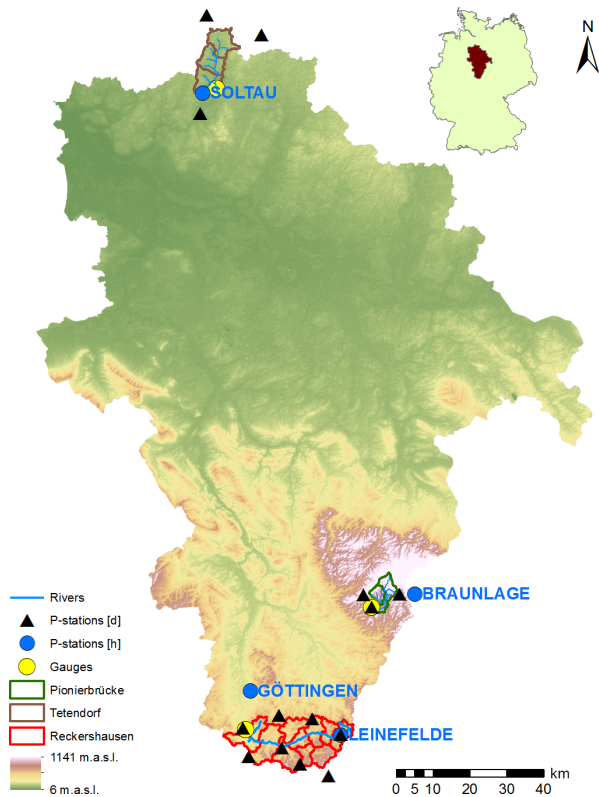 N
SOLTAU
BRAUNLAGE
GÖTTINGEN
LEINEFELDE
Rivers
P-stations [d]
P-stations [h]
Gauges
Pionierbrücke
Tetendorf
Reckershausen
1141 m.a.s.l.
6 m.a.s.l.
km
0 5 10 20 30 40